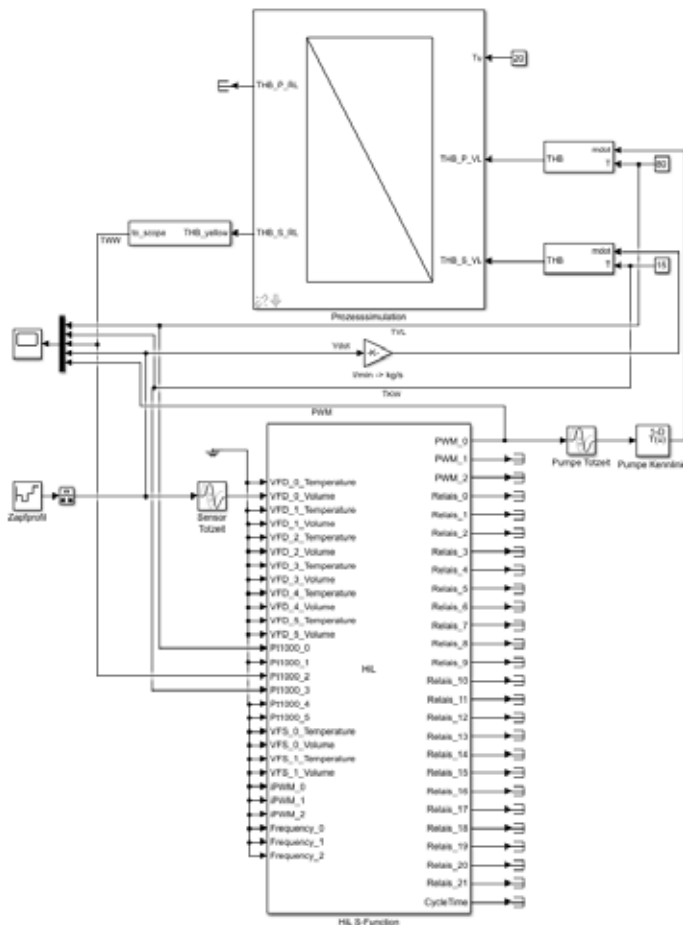 Tu
20
THB_P_RL
THB_P_VL
THB
mdot
T
80
to_scope
THB_yellow
THB_S_RL
THB_S_VL
THB
mdot
T
15
TWW
Prozesssimulation
TVL
Vdot
-K-
l/min -> kg/s
TKW
PWM
PWM_0
1-D
T(u)
PWM_1
Pumpe Totzeit
Pumpe Kennlinie
PWM_2
VFD_0_Temperature
Relais_0
VFD_0_Volume
Zapfprofil
Sensor
Totzeit
VFD_1_Temperature
Relais_1
VFD_1_Volume
Relais_2
VFD_2_Temperature
VFD_2_Volume
Relais_3
VFD_3_Temperature
Relais_4
VFD_3_Volume
Relais_5
VFD_4_Temperature
VFD_4_Volume
Relais_6
VFD_5_Temperature
Relais_7
VFD_5_Volume
Relais_8
Pt1000_0
Pt1000_1
HiL
Relais_9
Pt1000_2
Relais_10
Pt1000_3
Relais_11
Pt1000_4
Pt1000_5
Relais_12
VFS_0_Temperature
Relais_13
VFS_0_Volume
Relais_14
VFS_1_Temperature
VFS_1_Volume
Relais_15
iPWM_0
Relais_16
iPWM_1
Relais_17
iPWM_2
Frequency_0
Relais_18
Frequency_1
Relais_19
Frequency_2
Relais_20
Relais_21
CycleTime
HiL S-Function